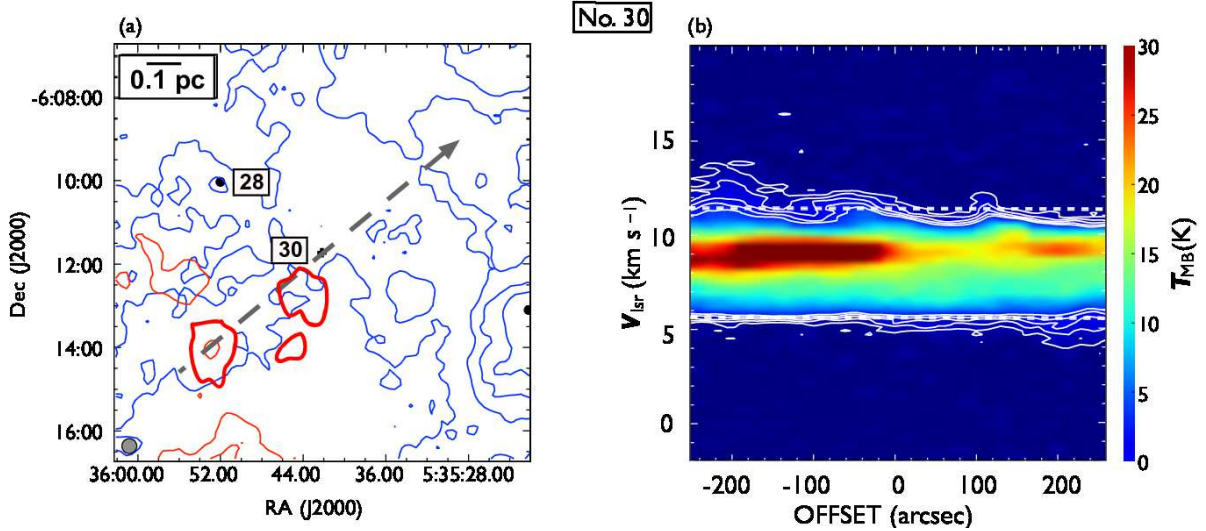 No. 30
(a)
0.1 pc
28
30
-6:08:00
10:00
12:00
14:00
16:00
Dec (J2000)
36:00.00 52.00 44.00 36.00 5:35:28.00
RA (J2000)
(b)
15
10
5
0
Vlsr (km s⁻¹)
-200 -100 0 100 200
OFFSET (arcsec)
30
25
20
15
10
5
0
TMB(K)